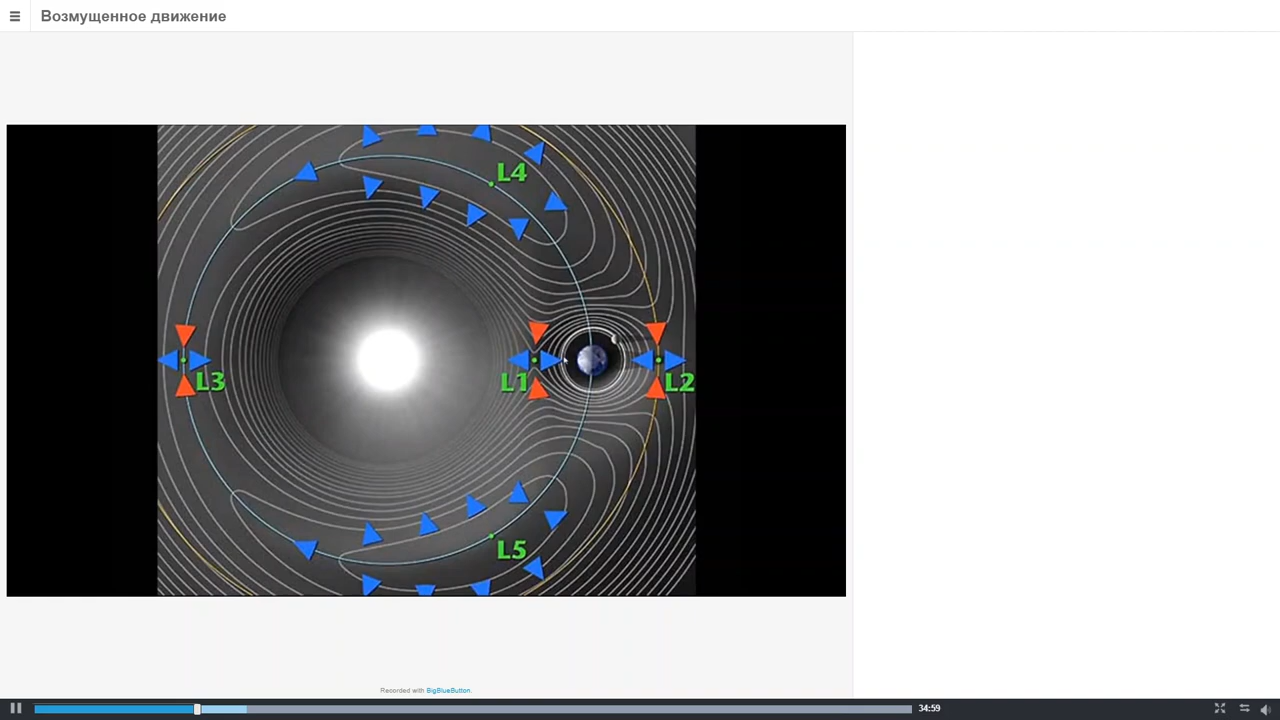 Возмущенное движение
L4
L3
L1
L2
L5
Recorded with BigBlueButton.
34:59